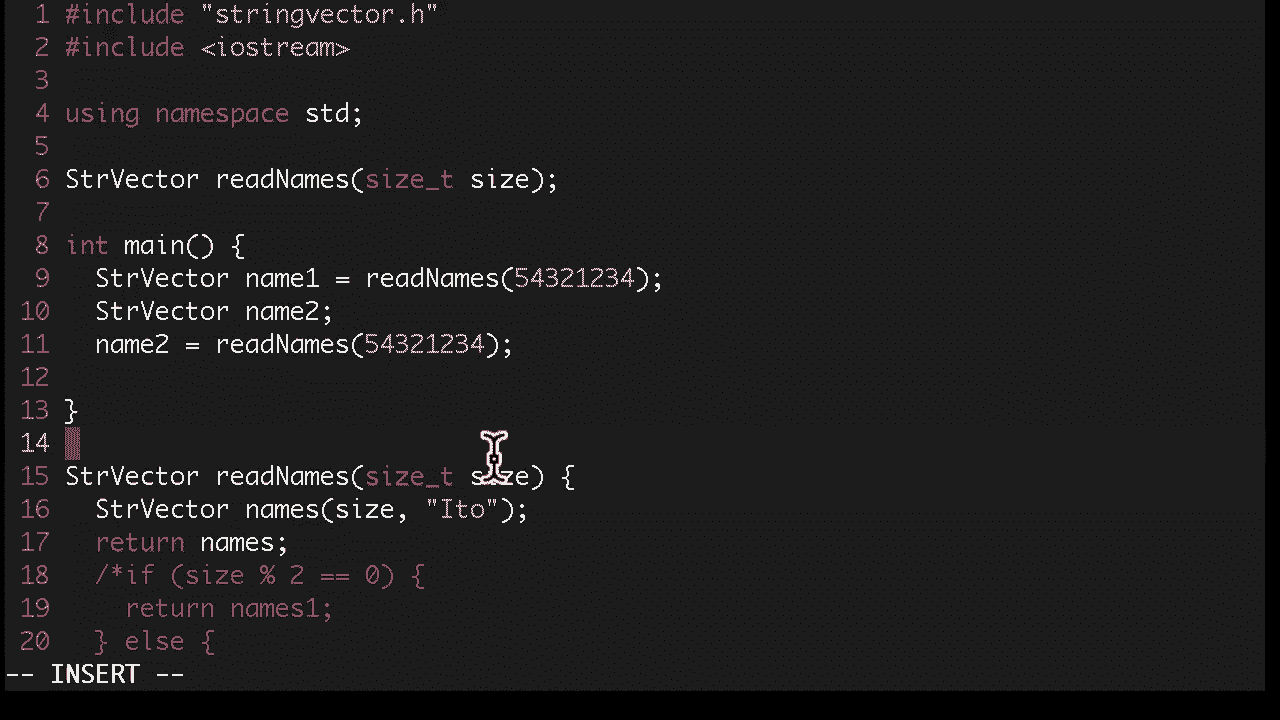 1 #include "stringvector.h"
2 #include <iostream>
3
4 using namespace std;
5
6 StrVector readNames(size_t size);
7
8 int main() {
9   StrVector name1 = readNames(54321234);
10   StrVector name2;
11   name2 = readNames(54321234);
12
13 }
14
15 StrVector readNames(size_t size) {
16   StrVector names(size, "Ito");
17   return names;
18   /*if (size % 2 == 0) {
19     return names1;
20   } else {
-- INSERT --